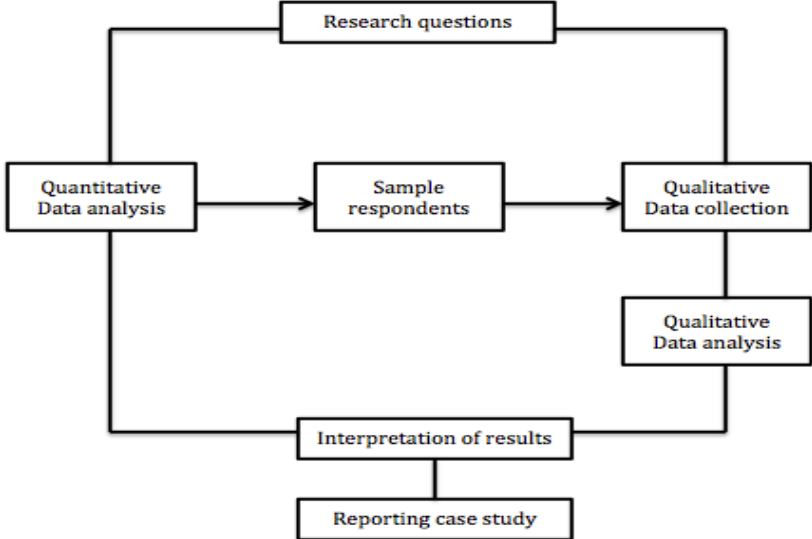 Research questions
Quantitative
Data analysis
Sample
respondents
Qualitative
Data collection
Qualitative
Data analysis
Interpretation of results
Reporting case study